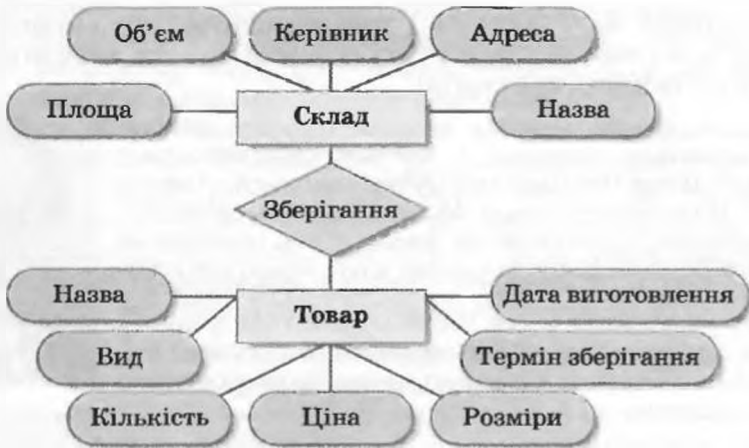 Об’єм
Керівник
Адреса
Площа
Склад
Назва
Зберігання
Назва
Товар
Дата виготовлення
Вид
Термін зберігання
Кількість
Ціна
Розміри